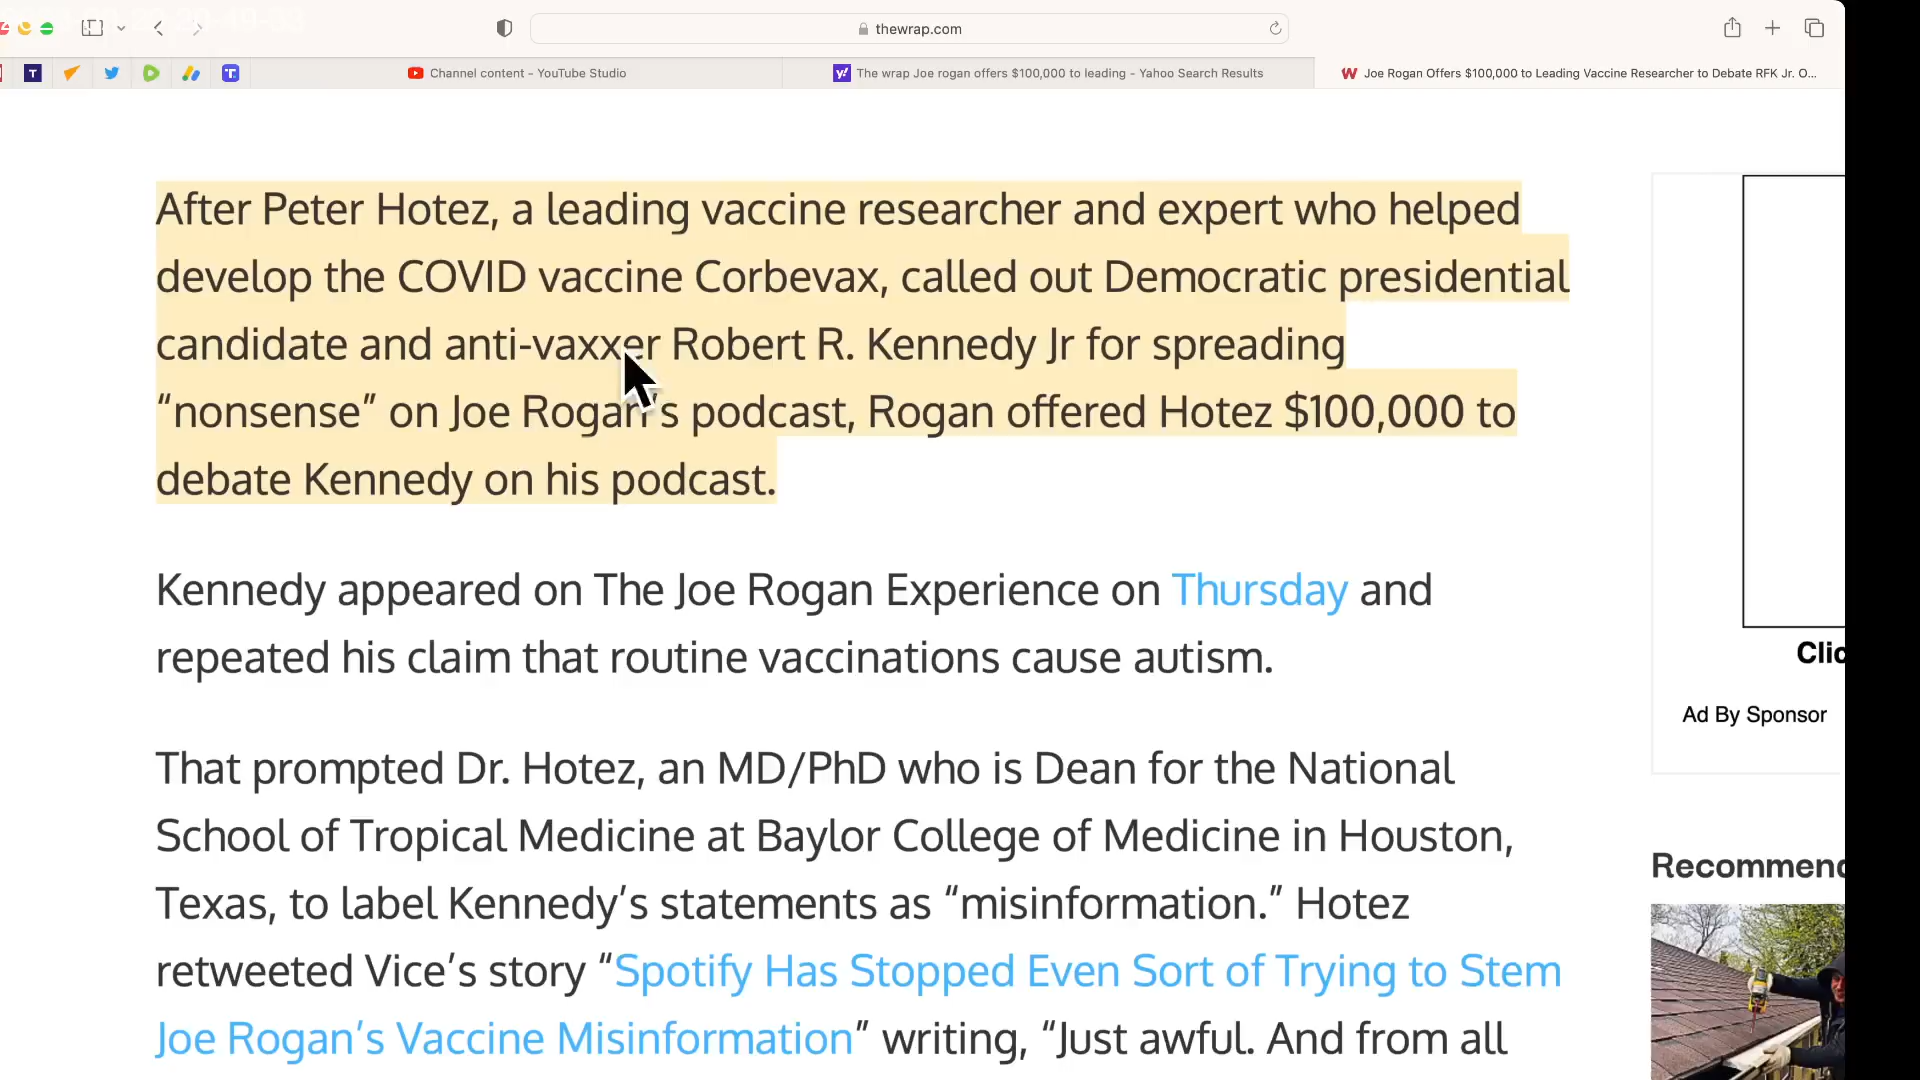 thewrap.com
Channel content - YouTube Studio
The wrap Joe rogan offers $100,000 to leading - Yahoo Search Results
Joe Rogan Offers $100,000 to Leading Vaccine Researcher to Debate RFK Jr. O...
After Peter Hotez, a leading vaccine researcher and expert who helped
develop the COVID vaccine Corbevax, called out Democratic presidential
candidate and anti-vaxxer Robert R. Kennedy Jr for spreading
“nonsense” on Joe Rogan’s podcast, Rogan offered Hotez $100,000 to
debate Kennedy on his podcast.
Kennedy appeared on The Joe Rogan Experience on Thursday and
repeated his claim that routine vaccinations cause autism.
That prompted Dr. Hotez, an MD/PhD who is Dean for the National
School of Tropical Medicine at Baylor College of Medicine in Houston,
Texas, to label Kennedy’s statements as “misinformation.” Hotez
retweeted Vice’s story “Spotify Has Stopped Even Sort of Trying to Stem
Joe Rogan’s Vaccine Misinformation” writing, “Just awful. And from all
Clic
Ad By Sponsor
Recommend